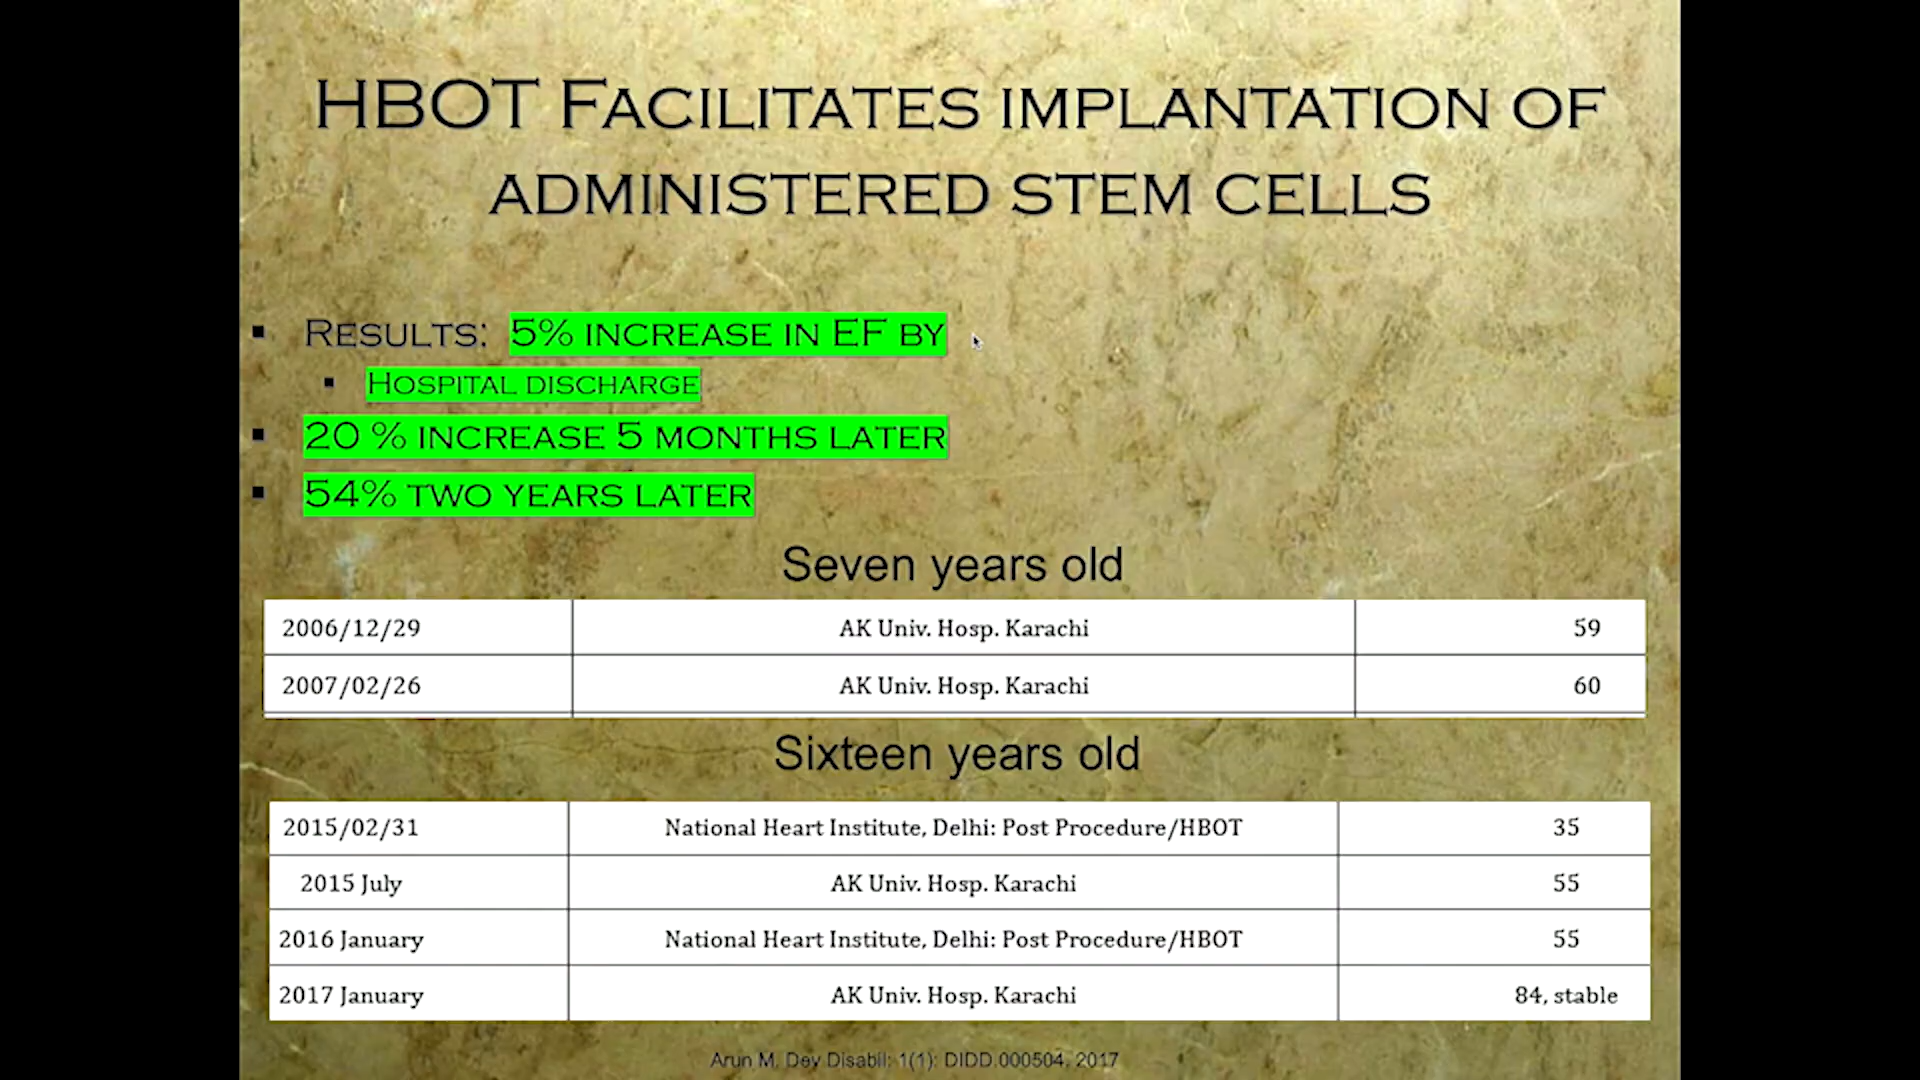 HBOT FACILITATES IMPLANTATION OF
ADMINISTERED STEM CELLS
▪ RESULTS: 5% INCREASE IN EF BY
▪ HOSPITAL DISCHARGE
▪ 20 % INCREASE 5 MONTHS LATER
▪ 54% TWO YEARS LATER
Seven years old
2006/12/29 AK Univ. Hosp. Karachi 59
2007/02/26 AK Univ. Hosp. Karachi 60
Sixteen years old
2015/02/31 National Heart Institute, Delhi: Post Procedure/HBOT 35
2015 July AK Univ. Hosp. Karachi 55
2016 January National Heart Institute, Delhi: Post Procedure/HBOT 55
2017 January AK Univ. Hosp. Karachi 84, stable
Arun M. Dev Disabil: 1(1): DIDD.000504. 2017